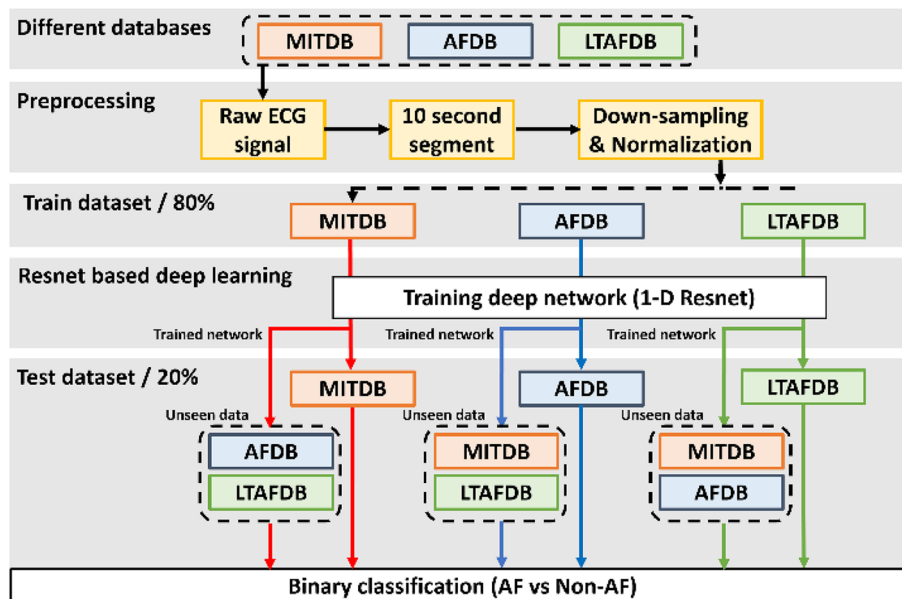 Different databases
MITDB AFDB LTAFDB
Preprocessing
Raw ECG signal
10 second segment
Down-sampling & Normalization
Train dataset / 80%
MITDB AFDB LTAFDB
Resnet based deep learning
Training deep network (1-D Resnet)
Trained network Trained network Trained network
Test dataset / 20%
MITDB AFDB LTAFDB
Unseen data Unseen data Unseen data
AFDB MITDB MITDB
LTAFDB LTAFDB AFDB
Binary classification (AF vs Non-AF)